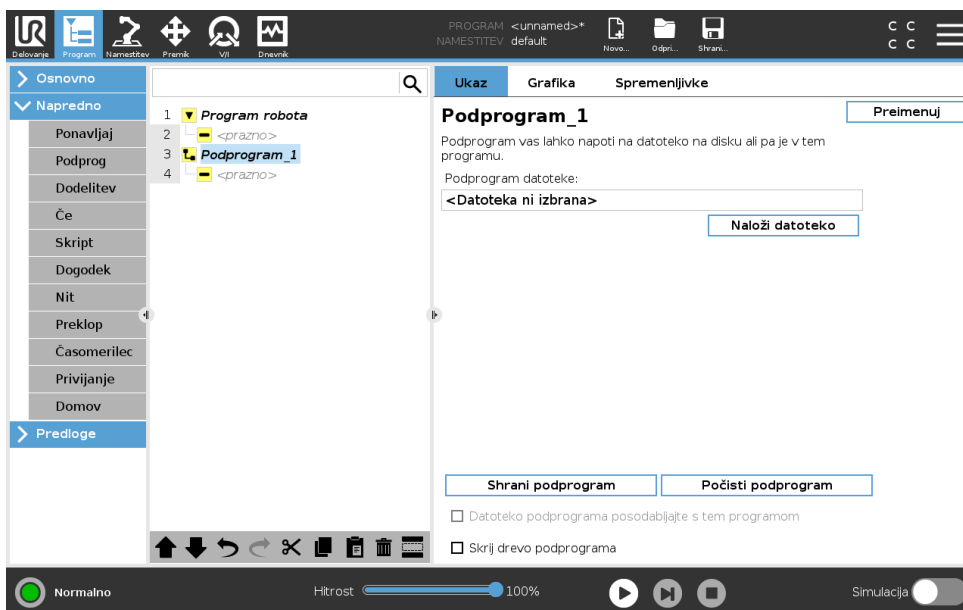 PROGRAM <unnamed>*
NAMESTITEV default
Delovanje
Program
Namestitev
Premik
V/I
Dnevnik
Novo...
Odpri...
Shrani...
C C
C C
Osnovno
Napredno
Ponavljaj
Podprog
Dodelitev
Če
Skript
Dogodek
Nit
Preklop
Časomerilec
Privijanje
Domov
Predloge
1 Program robota
2 <prazno>
3 Podprogram_1
4 <prazno>
Ukaz Grafika Spremenljivke
Podprogram_1
Preimenuj
Podprogram vas lahko napoti na datoteko na disku ali pa je v tem
programu.
Podprogram datoteke:
<Datoteka ni izbrana>
Naloži datoteko
Shrani podprogram
Počisti podprogram
Datoteko podprograma posodabljajte s tem programom
Skrij drevo podprograma
Normalno
Hitrost
100%
Simulacija